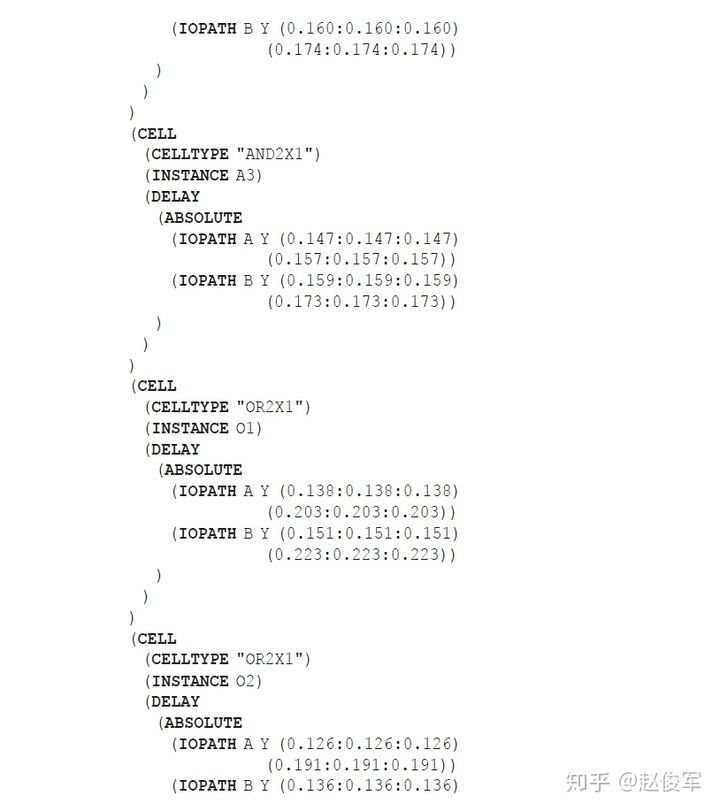 (IOPATH B Y (0.160:0.160:0.160)
(0.174:0.174:0.174))
)
)
)
(CELL
(CELLTYPE "AND2X1")
(INSTANCE A3)
(DELAY
(ABSOLUTE
(IOPATH A Y (0.147:0.147:0.147)
(0.157:0.157:0.157))
(IOPATH B Y (0.159:0.159:0.159)
(0.173:0.173:0.173))
)
)
)
(CELL
(CELLTYPE "OR2X1")
(INSTANCE O1)
(DELAY
(ABSOLUTE
(IOPATH A Y (0.138:0.138:0.138)
(0.203:0.203:0.203))
(IOPATH B Y (0.151:0.151:0.151)
(0.223:0.223:0.223))
)
)
)
(CELL
(CELLTYPE "OR2X1")
(INSTANCE O2)
(DELAY
(ABSOLUTE
(IOPATH A Y (0.126:0.126:0.126)
(0.191:0.191:0.191))
(IOPATH B Y (0.136:0.136:0.136)
知乎 @赵俊军